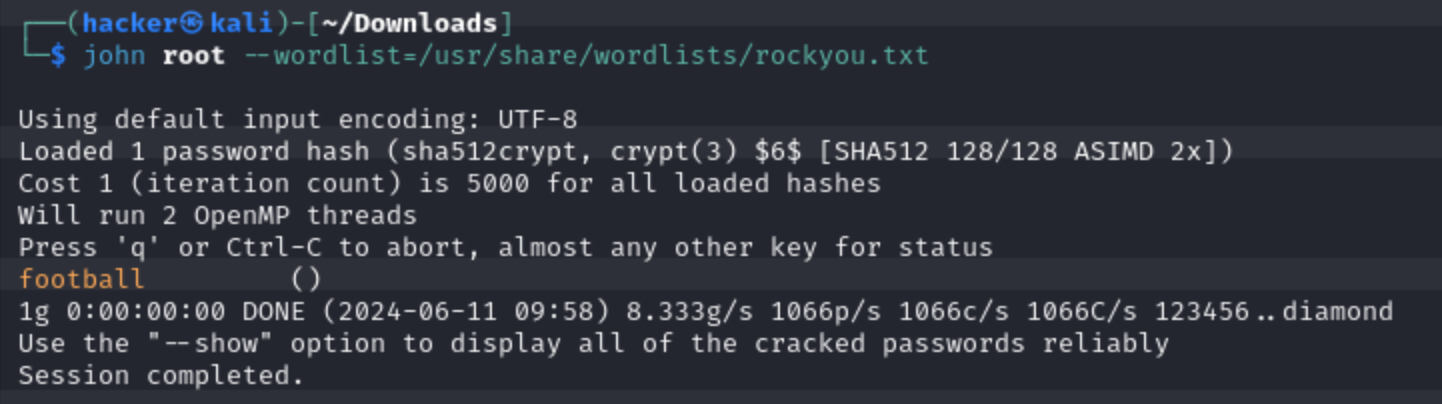 ┌──(hacker㉿kali)-[~/Downloads]
└─$ john root --wordlist=/usr/share/wordlists/rockyou.txt
Using default input encoding: UTF-8
Loaded 1 password hash (sha512crypt, crypt(3) $6$ [SHA512 128/128 ASIMD 2x])
Cost 1 (iteration count) is 5000 for all loaded hashes
Will run 2 OpenMP threads
Press 'q' or Ctrl-C to abort, almost any other key for status
football         ()
1g 0:00:00:00 DONE (2024-06-11 09:58) 8.333g/s 1066p/s 1066c/s 1066C/s 123456..diamond
Use the "--show" option to display all of the cracked passwords reliably
Session completed.